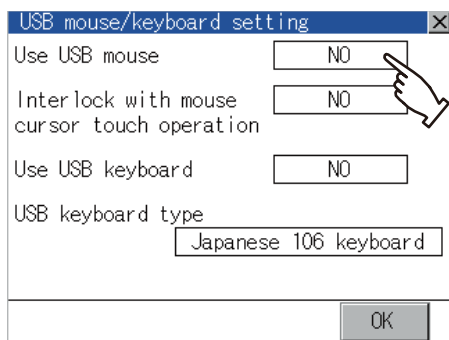 USB mouse/keyboard setting ×
Use USB mouse NO
Interlock with mouse NO
cursor touch operation
Use USB keyboard NO
USB keyboard type
Japanese 106 keyboard
OK